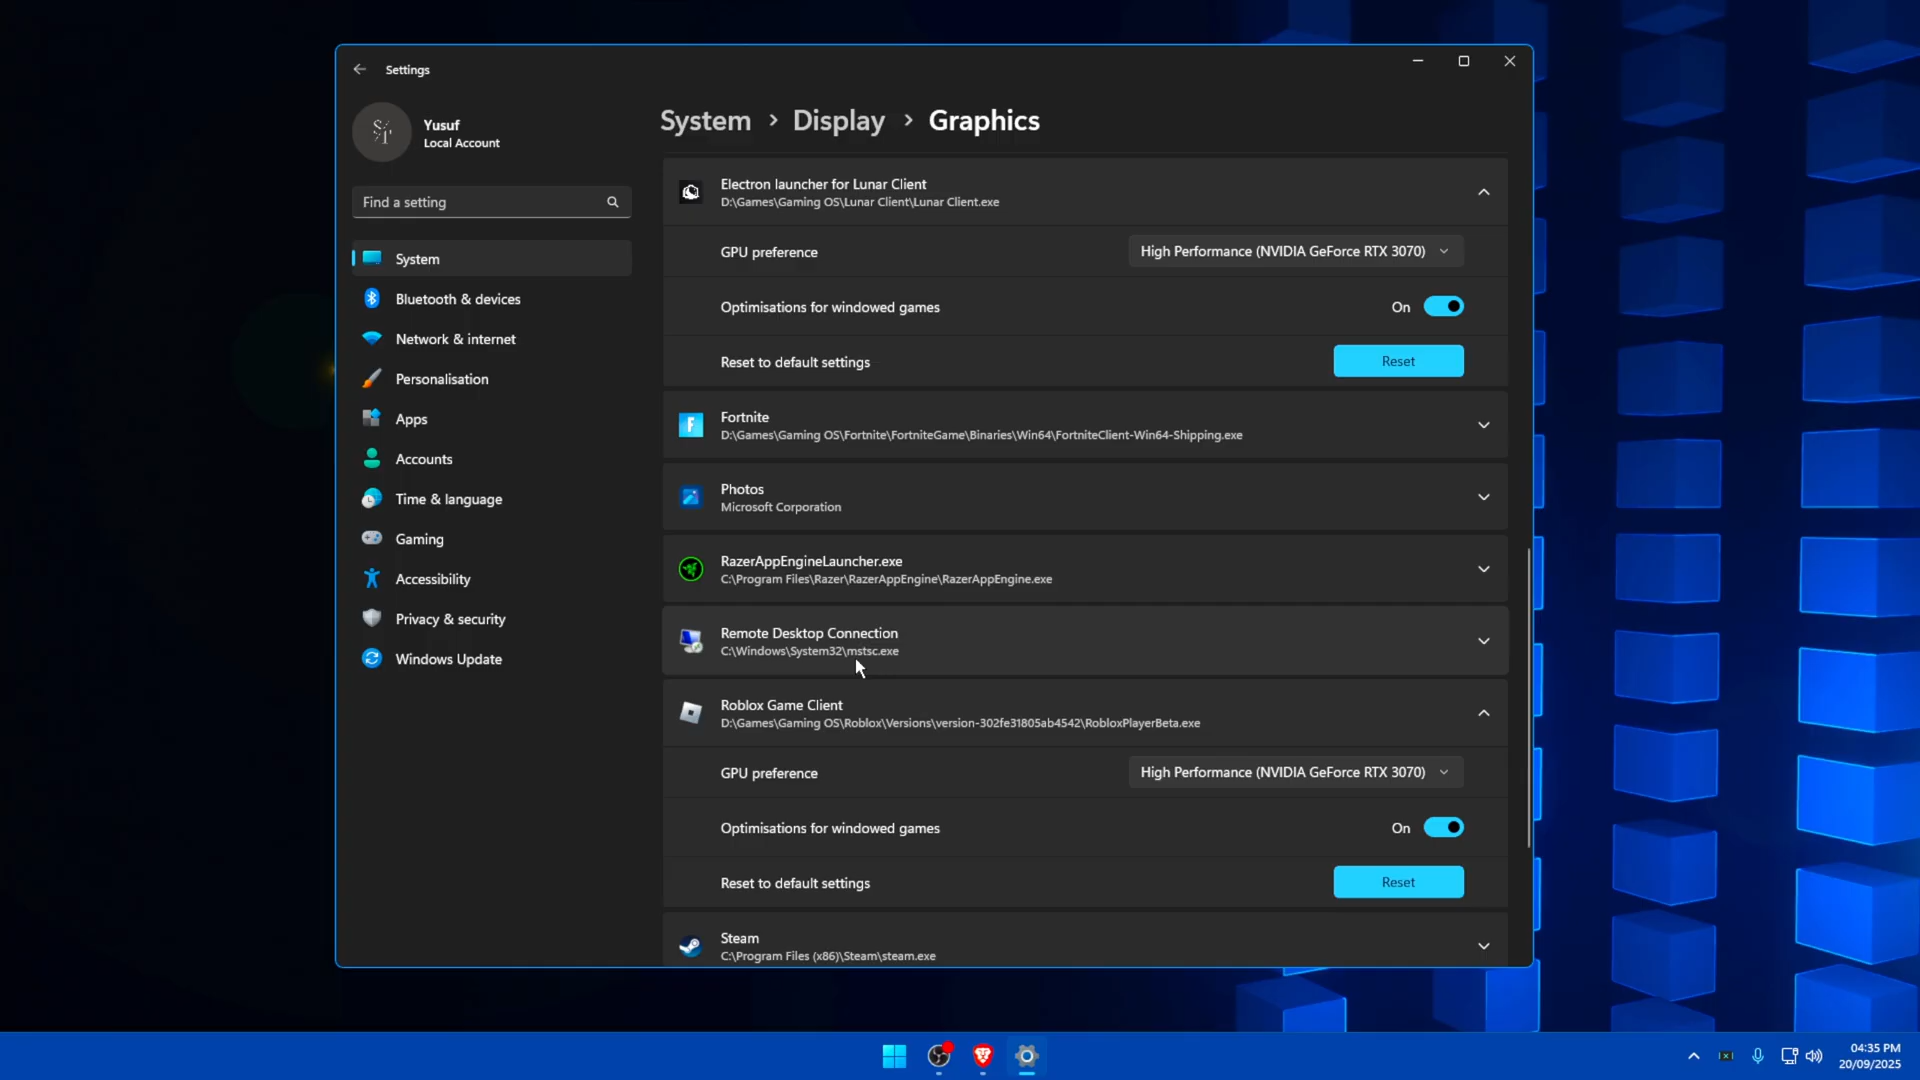 Settings
Yusuf
Local Account
Find a setting
System
Bluetooth & devices
Network & internet
Personalisation
Apps
Accounts
Time & language
Gaming
Accessibility
Privacy & security
Windows Update
System > Display > Graphics
Electron launcher for Lunar Client
D:\Games\Gaming OS\Lunar Client\Lunar Client.exe
GPU preference
High Performance (NVIDIA GeForce RTX 3070)
Optimisations for windowed games
On
Reset to default settings
Reset
Fortnite
D:\Games\Gaming OS\Fortnite\FortniteGame\Binaries\Win64\FortniteClient-Win64-Shipping.exe
Photos
Microsoft Corporation
RazerAppEngineLauncher.exe
C:\Program Files\Razer\RazerAppEngine\RazerAppEngine.exe
Remote Desktop Connection
C:\Windows\System32\mstsc.exe
Roblox Game Client
D:\Games\Gaming OS\Roblox\Versions\version-302fe31805ab4542\RobloxPlayerBeta.exe
GPU preference
High Performance (NVIDIA GeForce RTX 3070)
Optimisations for windowed games
On
Reset to default settings
Reset
Steam
C:\Program Files (x86)\Steam\steam.exe
04:35 PM
20/09/2025